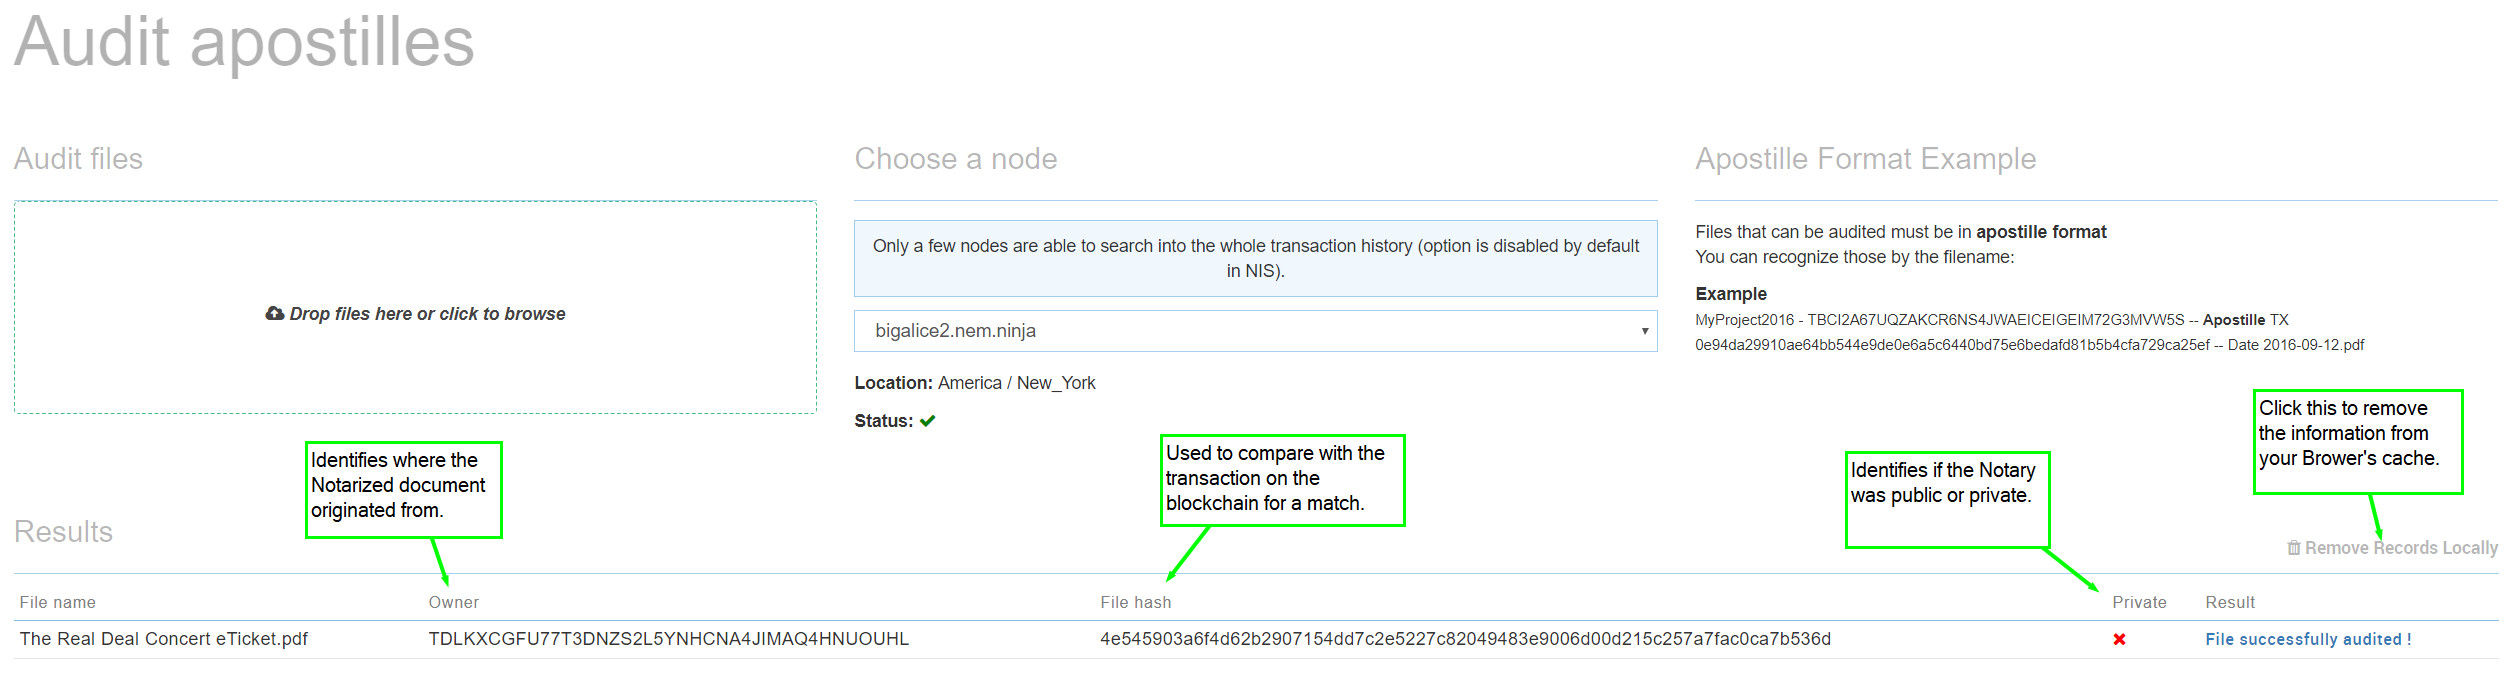 Audit apostilles
Audit files
Drop files here or click to browse
Choose a node
Only a few nodes are able to search into the whole transaction history (option is disabled by default
in NIS).
bigalice2.nem.ninja
Location: America / New_York
Status:
Apostille Format Example
Files that can be audited must be in apostille format
You can recognize those by the filename:
Example
MyProject2016 - TBCI2A67UQZAKCR6NS4JWAEICEIGEIM72G3MVW5S -- Apostille TX
0e94da29910ae64bb544e9de0e6a5c6440bd75e6bedafd81b5b4cfa729ca25ef -- Date 2016-09-12.pdf
Identifies where the
Notarized document
originated from.
Used to compare with the
transaction on the
blockchain for a match.
Identifies if the Notary
was public or private.
Click this to remove
the information from
your Brower's cache.
Results
Remove Records Locally
File name Owner File hash Private Result
The Real Deal Concert eTicket.pdf TDLKXCGFU77T3DNZS2L5YNHCNA4JIMAQ4HNUOUHL 4e545903a6f4d62b2907154dd7c2e5227c82049483e9006d00d215c257a7fac0ca7b536d File successfully audited !